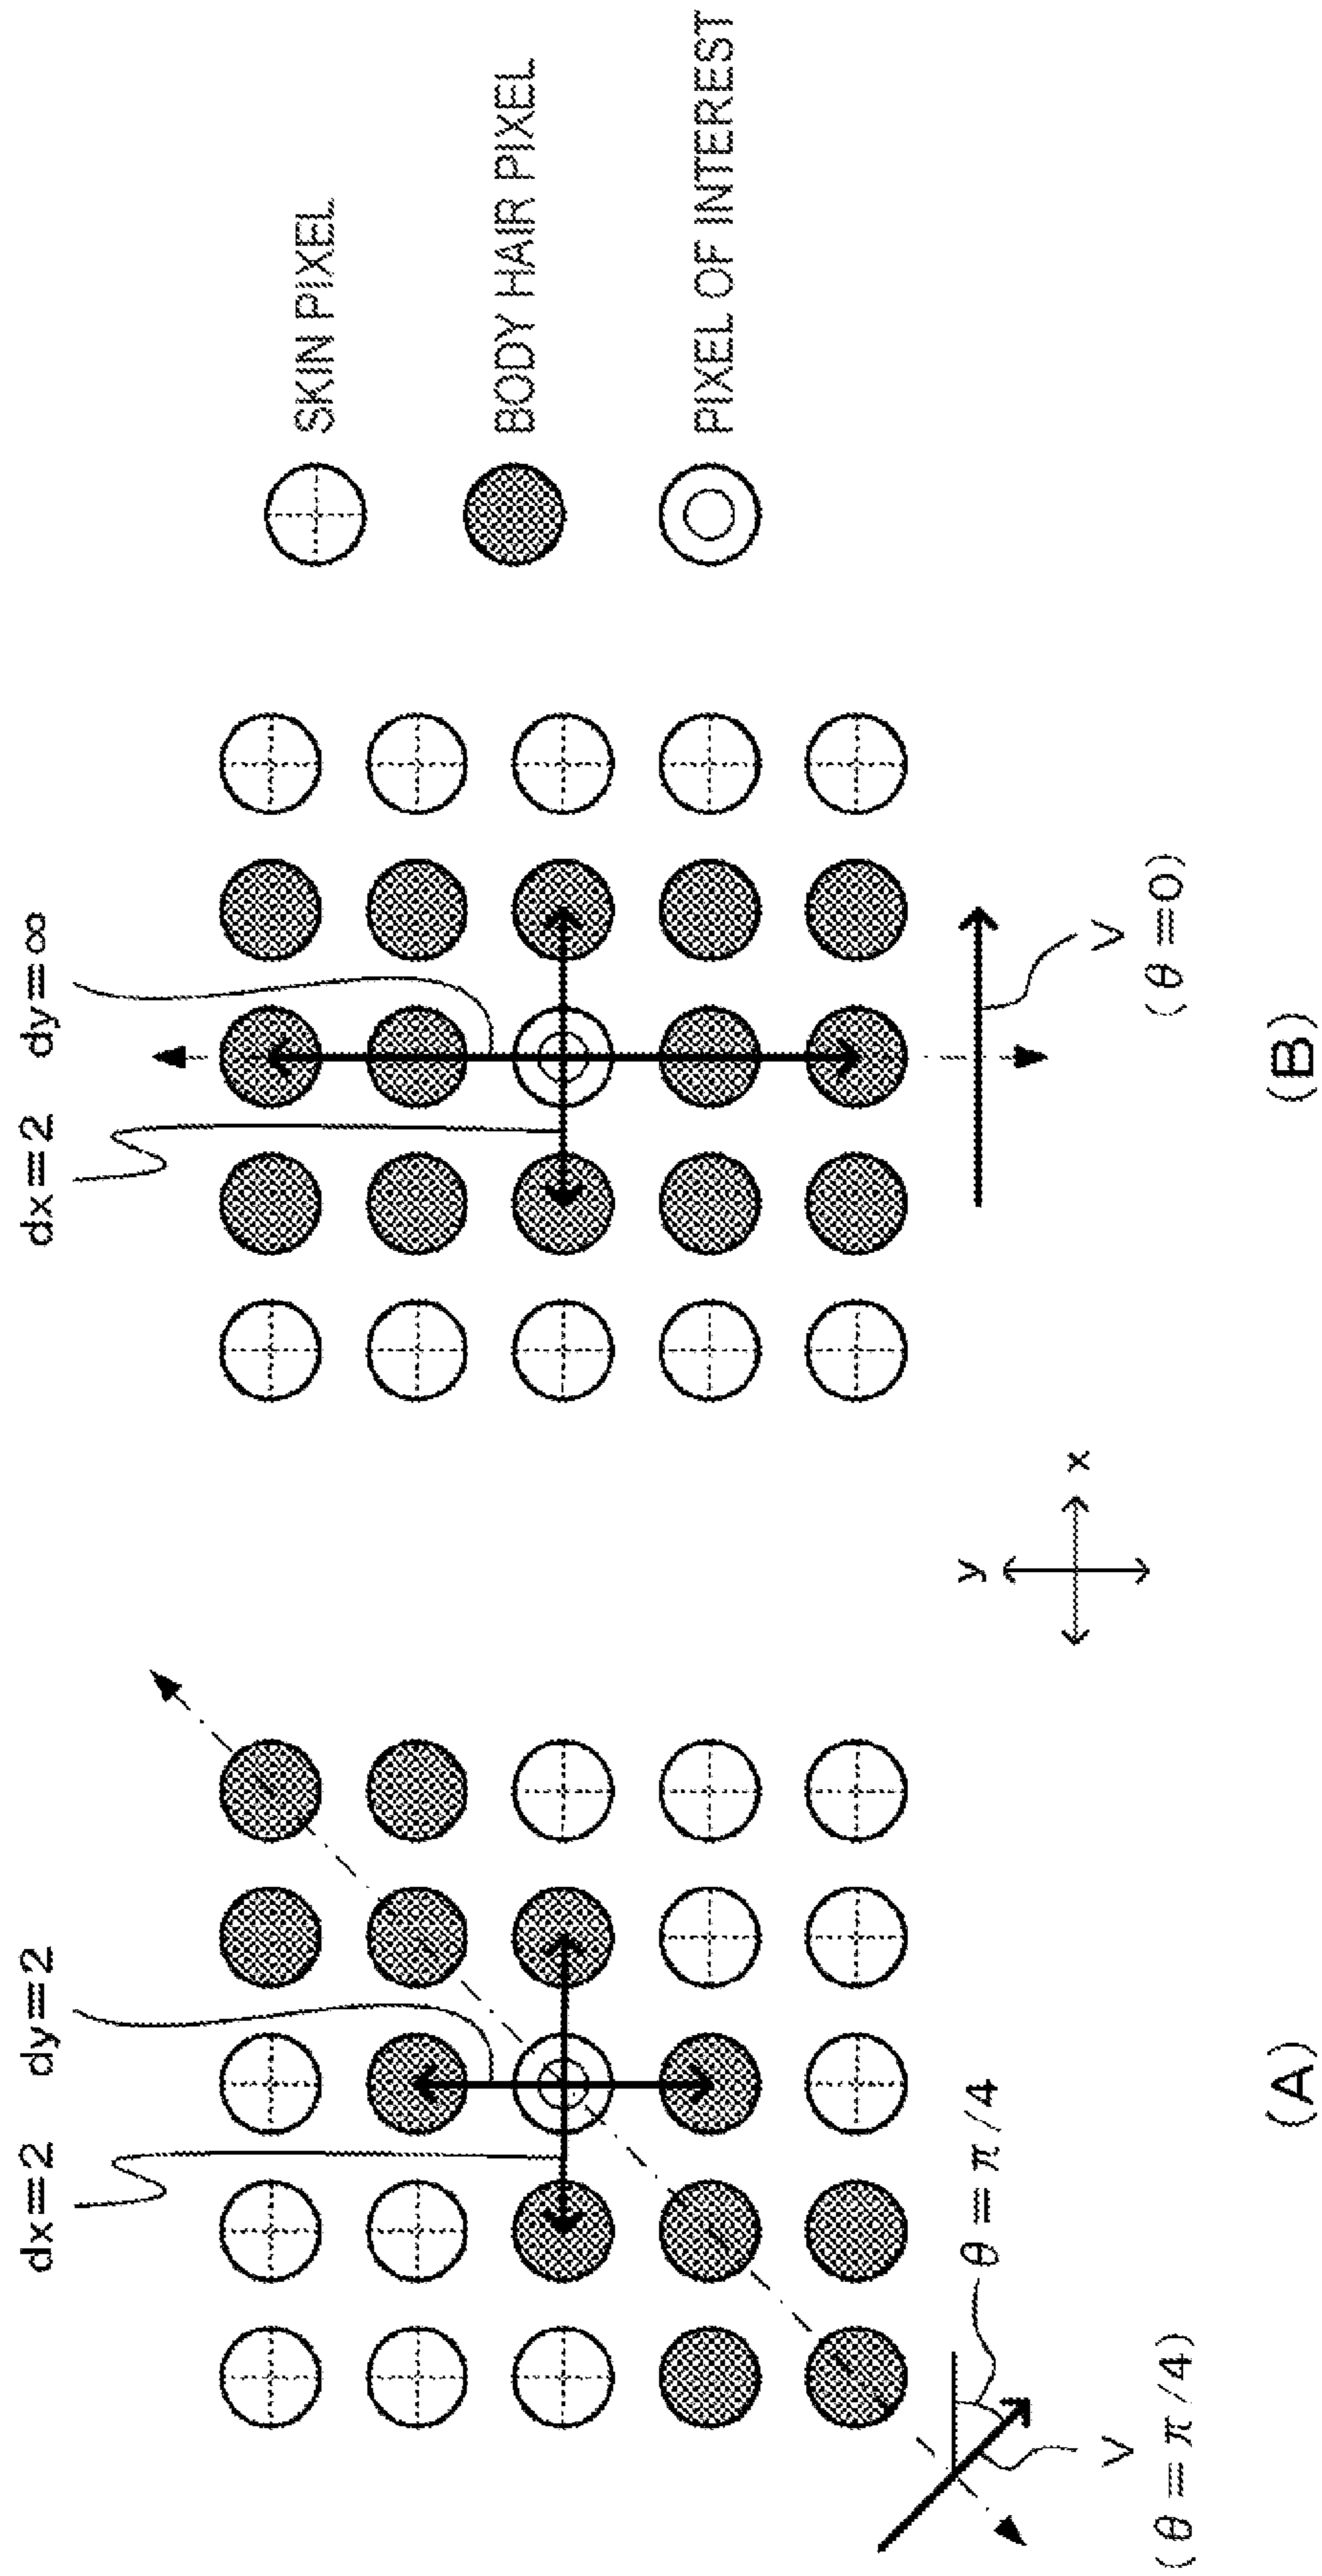 dx=2 dy=2
θ=π/4
V
(θ=π/4)
(A)
y
x
dx=2 dy=∞
V
(θ=0)
(B)
SKIN PIXEL
BODY HAIR PIXEL
PIXEL OF INTEREST